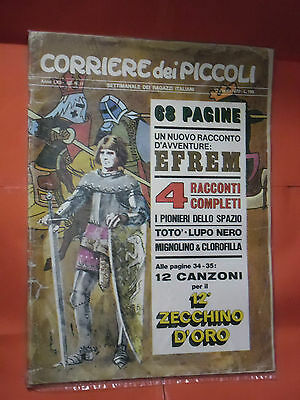 CORRIERE dei PICCOLI
SETTIMANALE DEI RAGAZZI ITALIANI
68 PAGINE
UN NUOVO RACCONTO
D'AVVENTURE:
EFREM
4 RACCONTI
COMPLETI
I PIONIERI DELLO SPAZIO
TOTO'·LUPO NERO
MIGNOLINO & CLOROFILLA
Alle pagine 34-35:
12 CANZONI
per il
12°
ZECCHINO
D'ORO